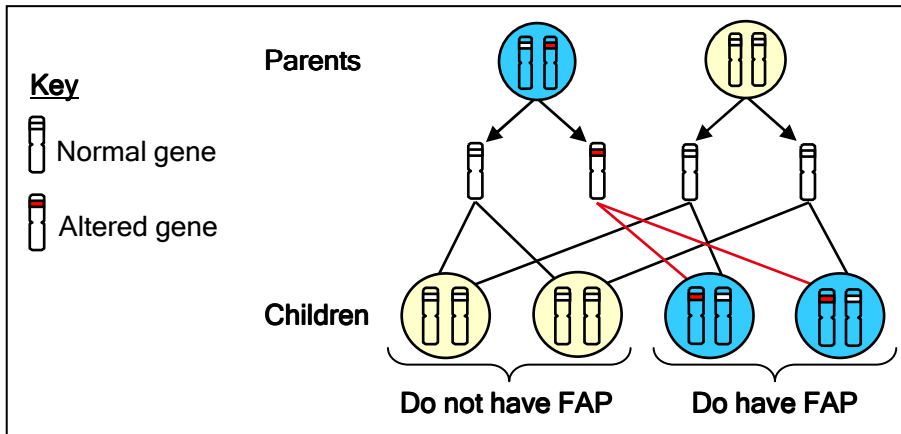 Parents
Key
Normal gene
Altered gene
Children
Do not have FAP
Do have FAP